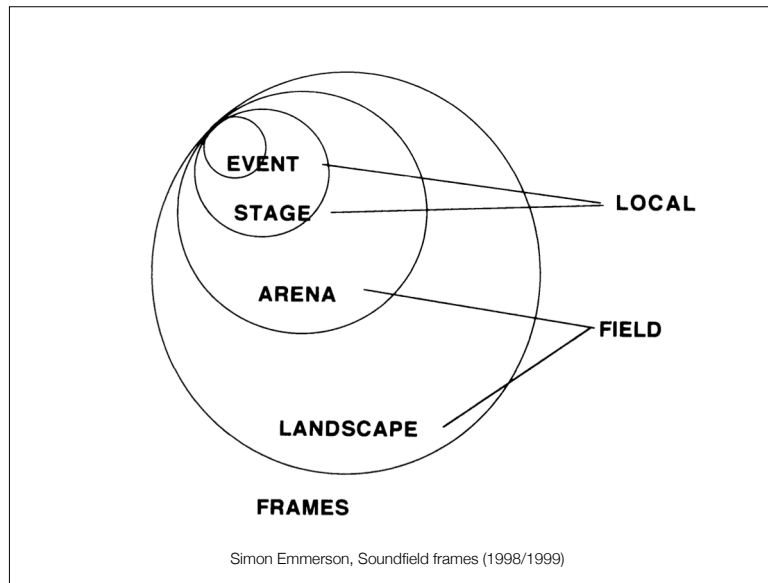 EVENT
STAGE
LOCAL
ARENA
FIELD
LANDSCAPE
FRAMES
Simon Emmerson, Soundfield frames (1998/1999)